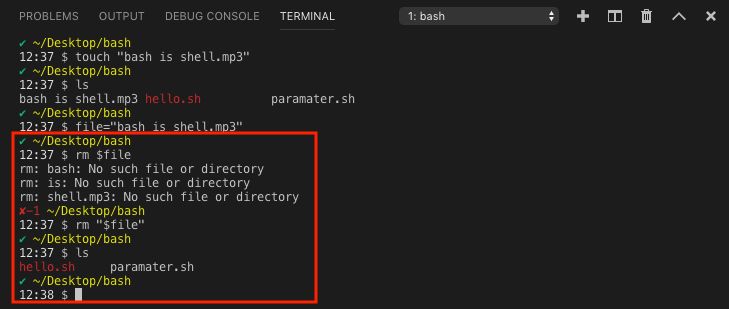 PROBLEMS OUTPUT DEBUG CONSOLE TERMINAL 1: bash
✔ ~/Desktop/bash
12:37 $ touch "bash is shell.mp3"
✔ ~/Desktop/bash
12:37 $ ls
bash is shell.mp3 hello.sh paramater.sh
✔ ~/Desktop/bash
12:37 $ file="bash is shell.mp3"
✔ ~/Desktop/bash
12:37 $ rm $file
rm: bash: No such file or directory
rm: is: No such file or directory
rm: shell.mp3: No such file or directory
✘-1 ~/Desktop/bash
12:37 $ rm "$file"
✔ ~/Desktop/bash
12:37 $ ls
hello.sh paramater.sh
✔ ~/Desktop/bash
12:38 $